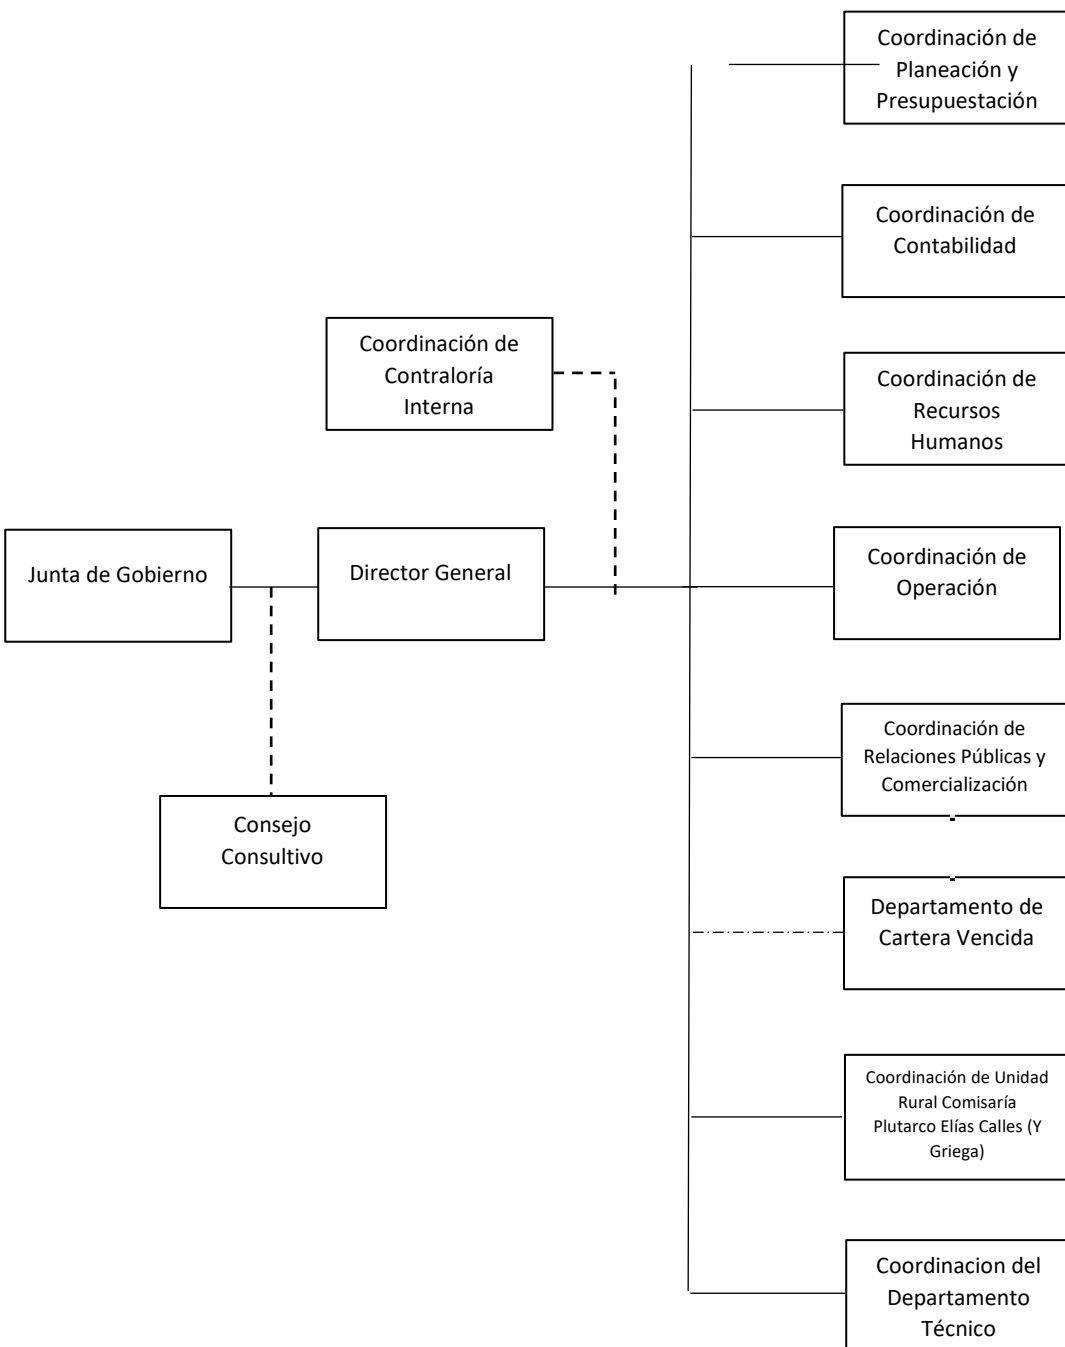 Coordinación de
Planeación y
Presupuestación
Coordinación de
Contabilidad
Coordinación de
Contraloría
Interna
Coordinación de
Recursos
Humanos
Junta de Gobierno
Director General
Coordinación de
Operación
Coordinación de
Relaciones Públicas y
Comercialización
Consejo
Consultivo
Departamento de
Cartera Vencida
Coordinación de Unidad
Rural Comisaría
Plutarco Elías Calles (Y
Griega)
Coordinacion del
Departamento
Técnico